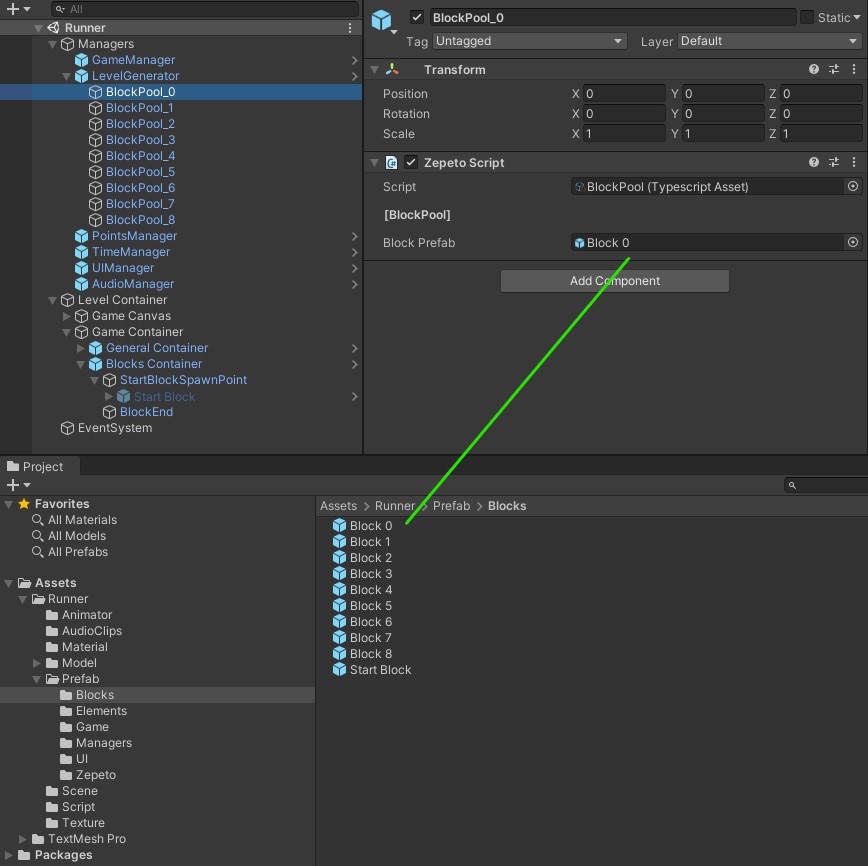 All
Runner
Managers
GameManager
LevelGenerator
BlockPool_0
BlockPool_1
BlockPool_2
BlockPool_3
BlockPool_4
BlockPool_5
BlockPool_6
BlockPool_7
BlockPool_8
PointsManager
TimeManager
UIManager
AudioManager
Level Container
Game Canvas
Game Container
General Container
Blocks Container
StartBlockSpawnPoint
Start Block
BlockEnd
EventSystem
BlockPool_0 Static
Tag Untagged Layer Default
Transform
Position X 0 Y 0 Z 0
Rotation X 0 Y 0 Z 0
Scale X 1 Y 1 Z 1
Zepeto Script
Script BlockPool (Typescript Asset)
[BlockPool]
Block Prefab Block 0
Add Component
Project
Favorites
All Materials
All Models
All Prefabs
Assets
Runner
Animator
AudioClips
Material
Model
Prefab
Blocks
Elements
Game
Managers
UI
Zepeto
Scene
Script
Texture
TextMesh Pro
Packages
Assets > Runner > Prefab > Blocks
Block 0
Block 1
Block 2
Block 3
Block 4
Block 5
Block 6
Block 7
Block 8
Start Block